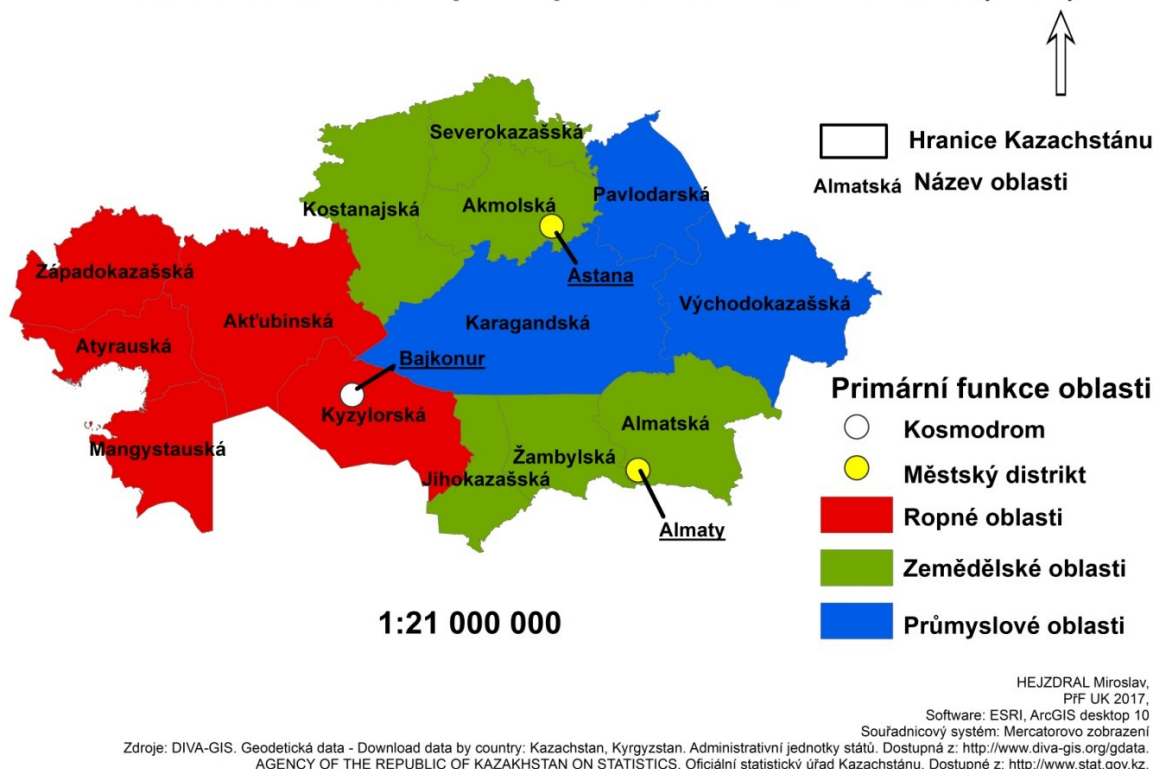 Hranice Kazachstánu
Almatská Název oblasti
Severokazašská
Pavlodarská
Kostanajská
Akmolská
Astana
Západokazašská
Východokazašská
Akťubinská
Karagandská
Atyrauská
Bajkonur
Kyzylorská
Almatská
Mangystauská
Žambylská
Jihokazašská
Almaty
Primární funkce oblasti
Kosmodrom
Městský distrikt
Ropné oblasti
Zemědělské oblasti
Průmyslové oblasti
1:21 000 000
HEJZDRAL Miroslav,
PřF UK 2017,
Software: ESRI, ArcGIS desktop 10
Souřadnicový systém: Mercatorovo zobrazení
Zdroje: DIVA-GIS. Geodetická data - Download data by country: Kazachstan, Kyrgyzstan. Administrativní jednotky států. Dostupná z: http://www.diva-gis.org/gdata.
AGENCY OF THE REPUBLIC OF KAZAKHSTAN ON STATISTICS. Oficiální statistický úřad Kazachstánu. Dostupné z: http://www.stat.gov.kz.